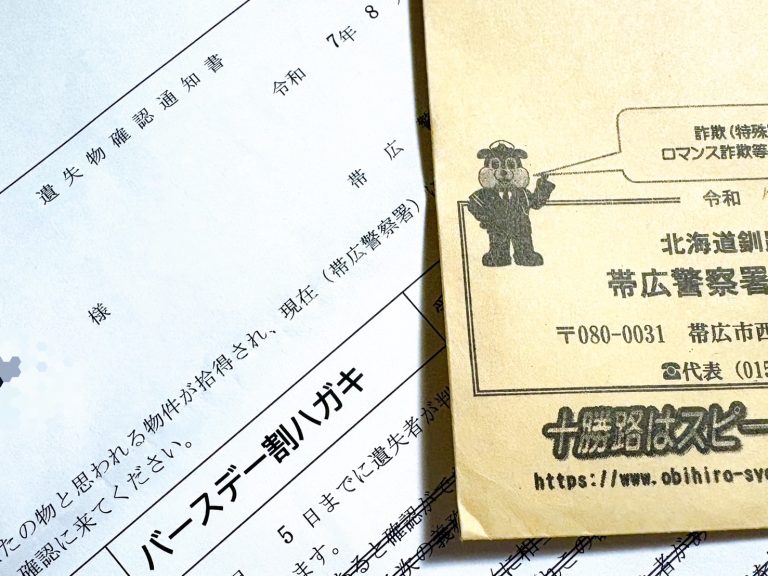 遺失物確認通知書
令和 7年 8
帯広
様
たの物と思われる物件が拾得され、現在（帯広警察署）
確認に来てください。
バースデー割ハガキ
5 日までに遺失者が判
ます。
詐欺(特殊
ロマンス詐欺等
令和
北海道釧
帯広警察署
〒080-0031 帯広市西
☎代表（015
十勝路はスピー
https://www.obihiro-sy